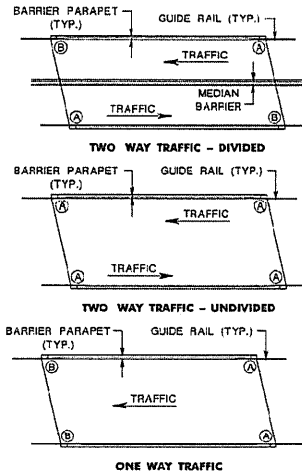 BARRIER PARAPET (TYP.)
GUIDE RAIL (TYP.)
B
A
TRAFFIC
MEDIAN BARRIER
TRAFFIC
A
B
TWO WAY TRAFFIC - DIVIDED
BARRIER PARAPET (TYP.)
GUIDE RAIL (TYP.)
A
A
TRAFFIC
TRAFFIC
A
A
TWO WAY TRAFFIC - UNDIVIDED
BARRIER PARAPET (TYP.)
GUIDE RAIL (TYP.)
B
A
TRAFFIC
B
A
ONE WAY TRAFFIC